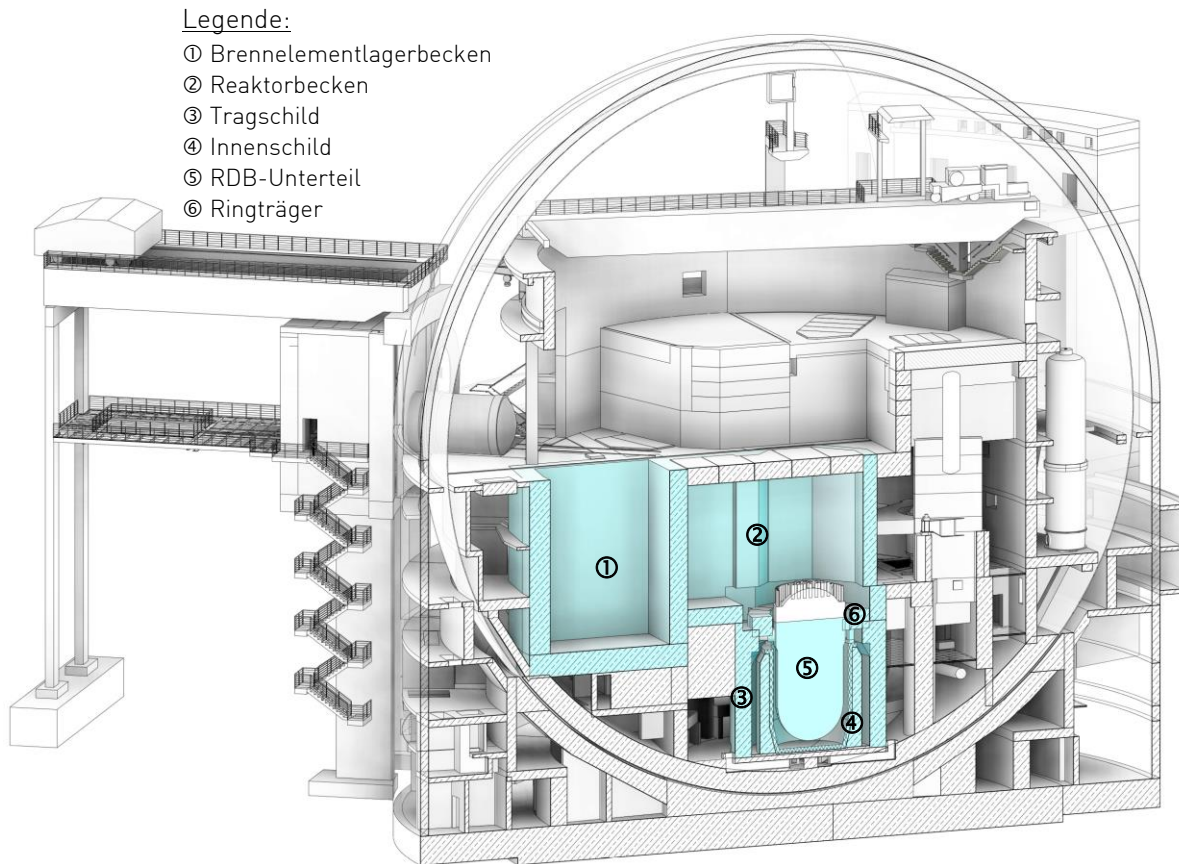 Legende:
① Brennelementlagerbecken
② Reaktorbecken
③ Tragschild
④ Innenschild
⑤ RDB-Unterteil
⑥ Ringträger
②
①
⑥
⑤
③
④